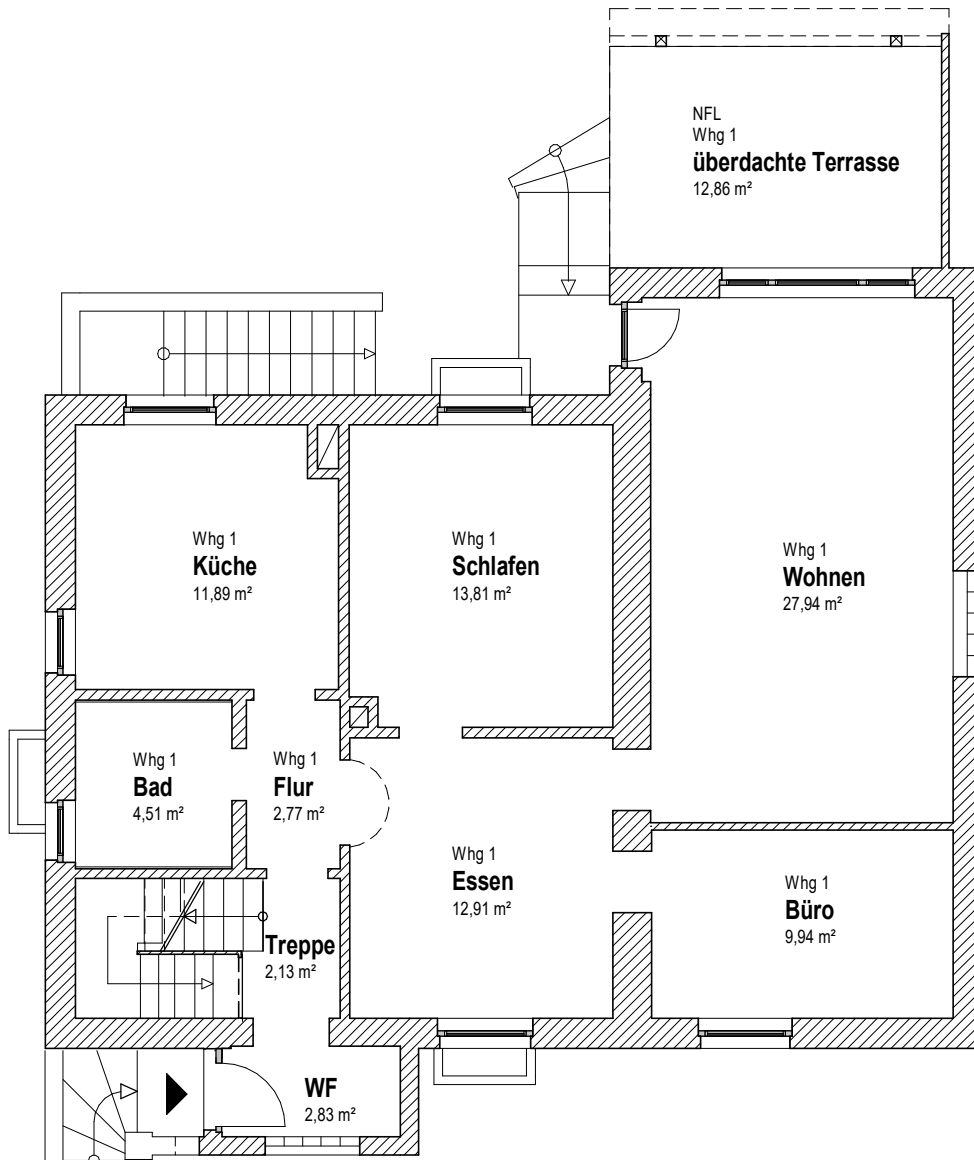 NFL
Whg 1
überdachte Terrasse
12,86 m²
Whg 1
Küche
11,89 m²
Whg 1
Schlafen
13,81 m²
Whg 1
Wohnen
27,94 m²
Whg 1
Bad
4,51 m²
Whg 1
Flur
2,77 m²
Whg 1
Essen
12,91 m²
Whg 1
Büro
9,94 m²
Treppe
2,13 m²
WF
2,83 m²